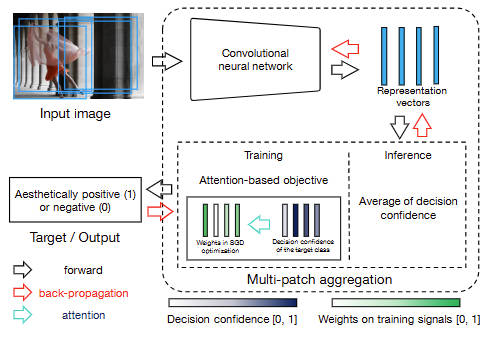 Convolutional
neural network
Input image
Representation
vectors
Training
Inference
Attention-based objective
Aesthetically positive (1)
or negative (0)
Average of decision
confidence
Weights in SGD
optimization
Decision confidence
of the target class
Target / Output
forward
back-propagation
attention
Multi-patch aggregation
Decision confidence [0, 1]
Weights on training signals [0, 1]